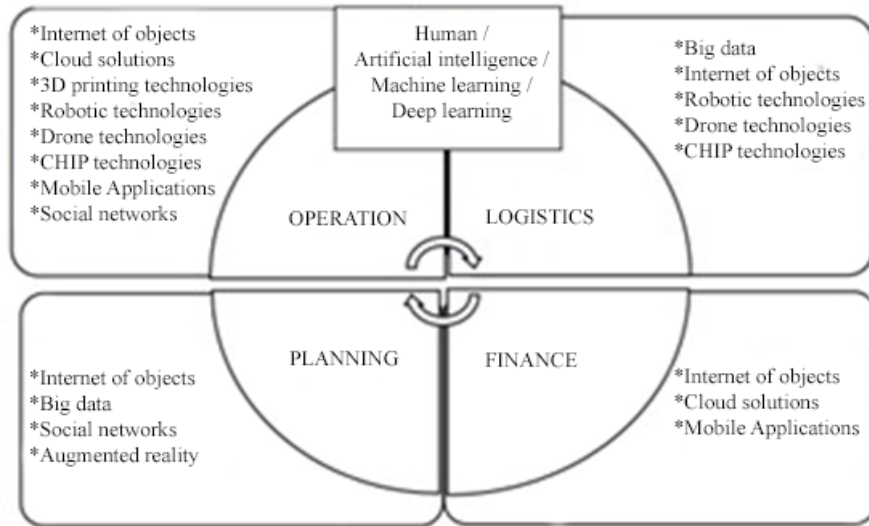 *Internet of objects
*Cloud solutions
*3D printing technologies
*Robotic technologies
*Drone technologies
*CHIP technologies
*Mobile Applications
*Social networks
Human /
Artificial intelligence /
Machine learning /
Deep learning
*Big data
*Internet of objects
*Robotic technologies
*Drone technologies
*CHIP technologies
OPERATION
LOGISTICS
PLANNING
FINANCE
*Internet of objects
*Big data
*Social networks
*Augmented reality
*Internet of objects
*Cloud solutions
*Mobile Applications